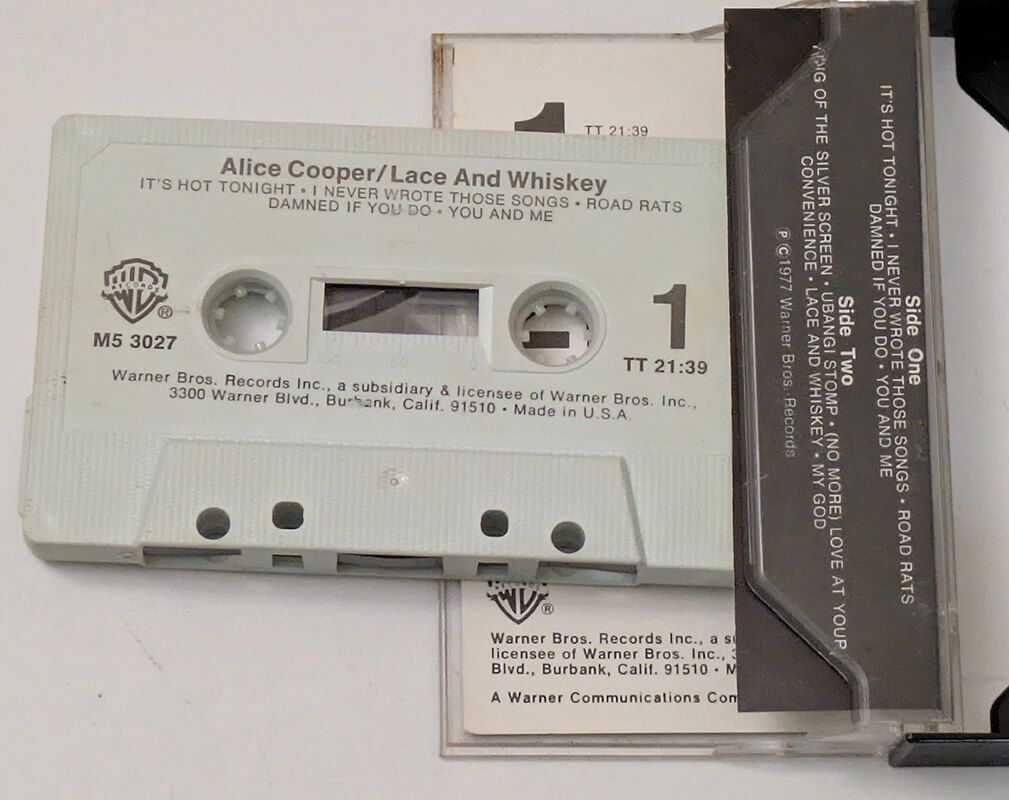 Alice Cooper/Lace And Whiskey
IT'S HOT TONIGHT • I NEVER WROTE THOSE SONGS • ROAD RATS
DAMNED IF YOU DO • YOU AND ME
RECORDS
®
M5 3027
1
TT 21:39
Warner Bros. Records Inc., a subsidiary & licensee of Warner Bros. Inc.,
3300 Warner Blvd., Burbank, Calif. 91510 • Made in U.S.A.
1
TT 21:39
®
Warner Bros. Records Inc., a su
licensee of Warner Bros. Inc., 3
Blvd., Burbank, Calif. 91510 • M
A Warner Communications Com
Side One
IT'S HOT TONIGHT • I NEVER WROTE THOSE SONGS • ROAD RATS
DAMNED IF YOU DO • YOU AND ME
Side Two
KING OF THE SILVER SCREEN • UBANGI STOMP • (NO MORE) LOVE AT YOUR
CONVENIENCE • LACE AND WHISKEY • MY GOD
℗©1977 Warner Bros. Records